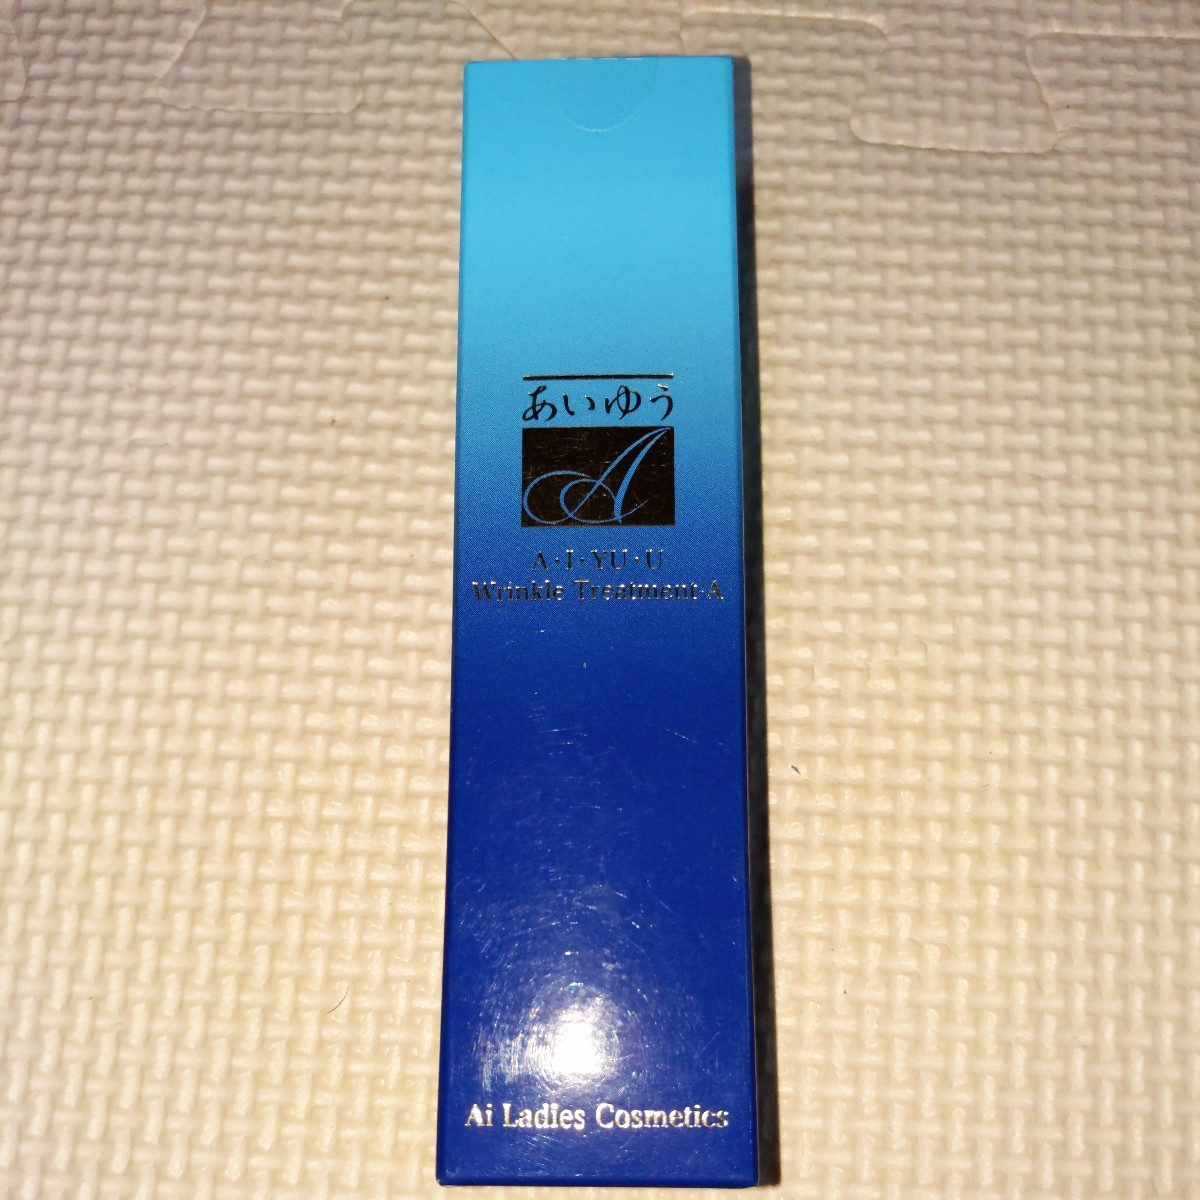 あいゆう
A
A・I・YU・U
Wrinkle Treatment・A
Ai Ladies Cosmetics